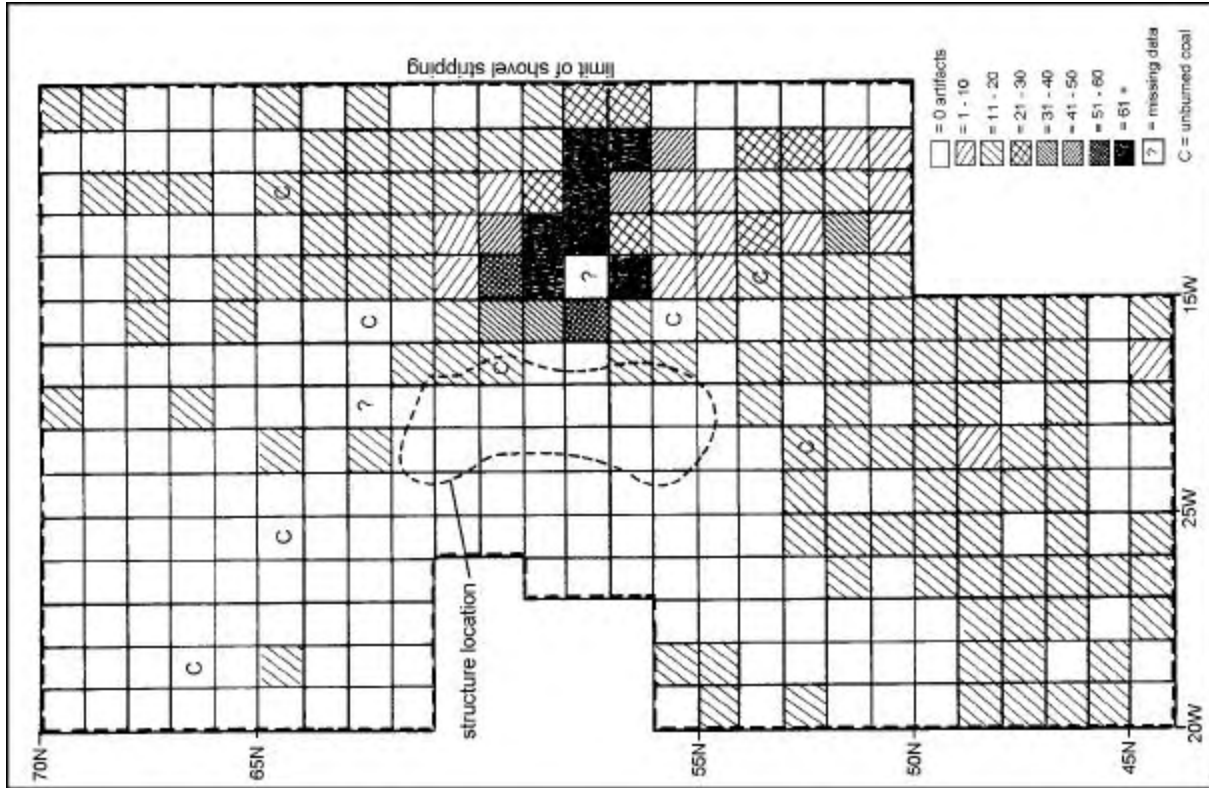 limit of shovel stripping
structure location
70N
65N
55N
50N
45N
15W
25W
20W
C
C
C
C
C
C
C
C
C
?
?
= 0 artifacts
= 1 - 10
= 11 - 20
= 21 - 30
= 31 - 40
= 41 - 50
= 51 - 60
= 61 +
? = missing data
C = unburned coal